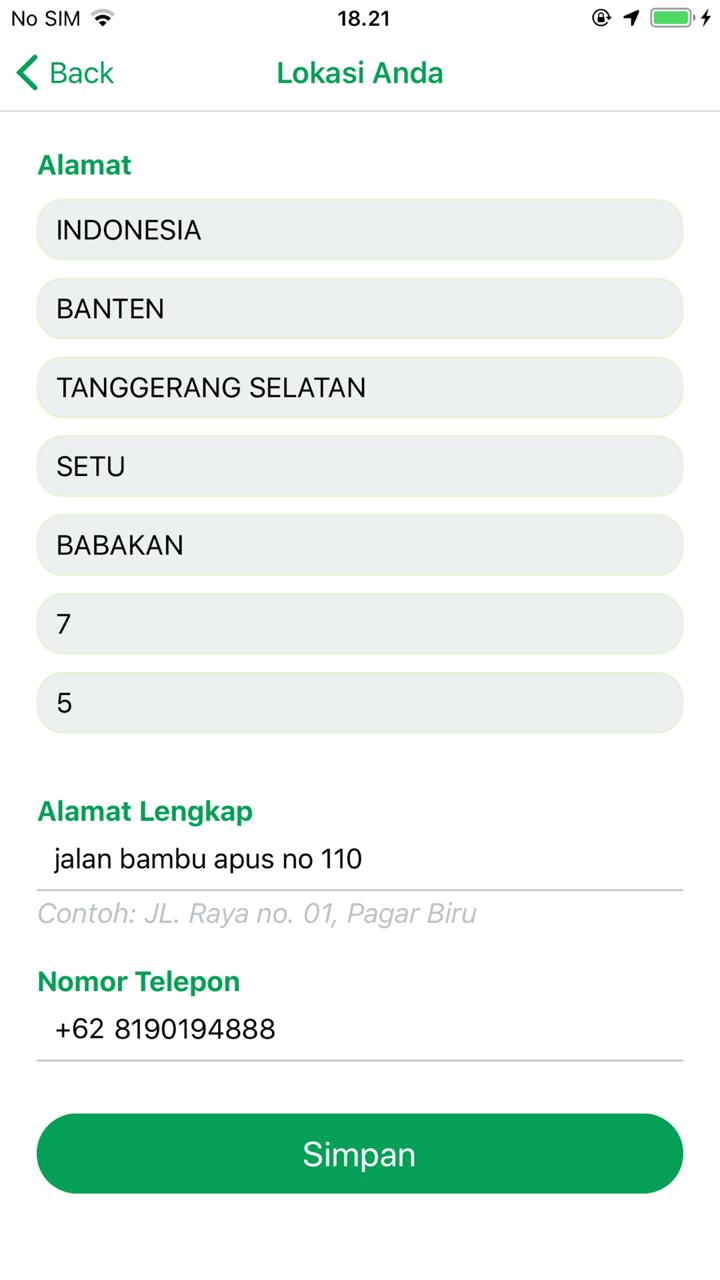 No SIM 18.21
Back Lokasi Anda
Alamat
INDONESIA
BANTEN
TANGGERANG SELATAN
SETU
BABAKAN
7
5
Alamat Lengkap
jalan bambu apus no 110
Contoh: JL. Raya no. 01, Pagar Biru
Nomor Telepon
+62 8190194888
Simpan